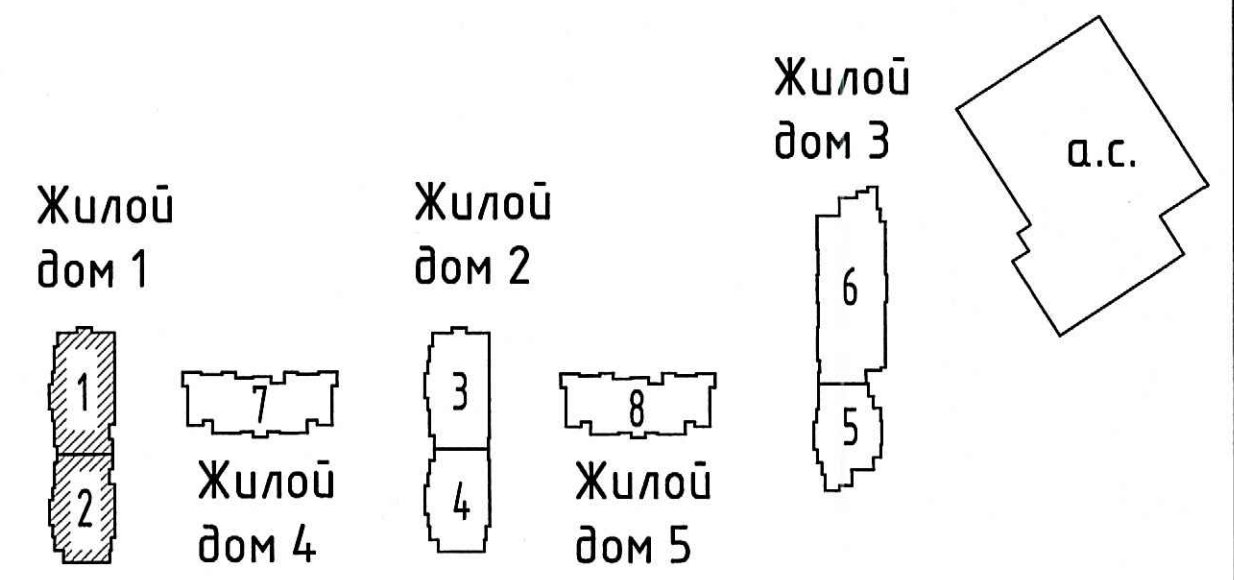 Жилой
дом 1
1
2
7
Жилой
дом 4
Жилой
дом 2
3
4
8
Жилой
дом 5
Жилой
дом 3
6
5
а.с.